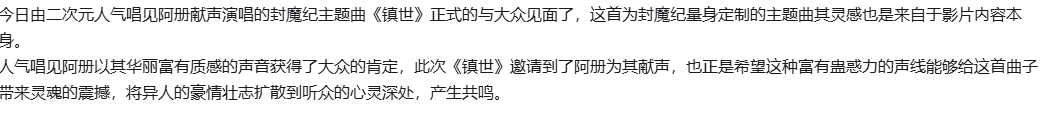 今日由二次元人气唱见阿册献声演唱的封魔纪主题曲《镇世》正式的与大众见面了，这首为封魔纪量身定制的主题曲其灵感也是来自于影片内容本
身。
人气唱见阿册以其华丽富有质感的声音获得了大众的肯定，此次《镇世》邀请到了阿册为其献声，也正是希望这种富有蛊惑力的声线能够给这首曲子
带来灵魂的震撼，将异人的豪情壮志扩散到听众的心灵深处，产生共鸣。